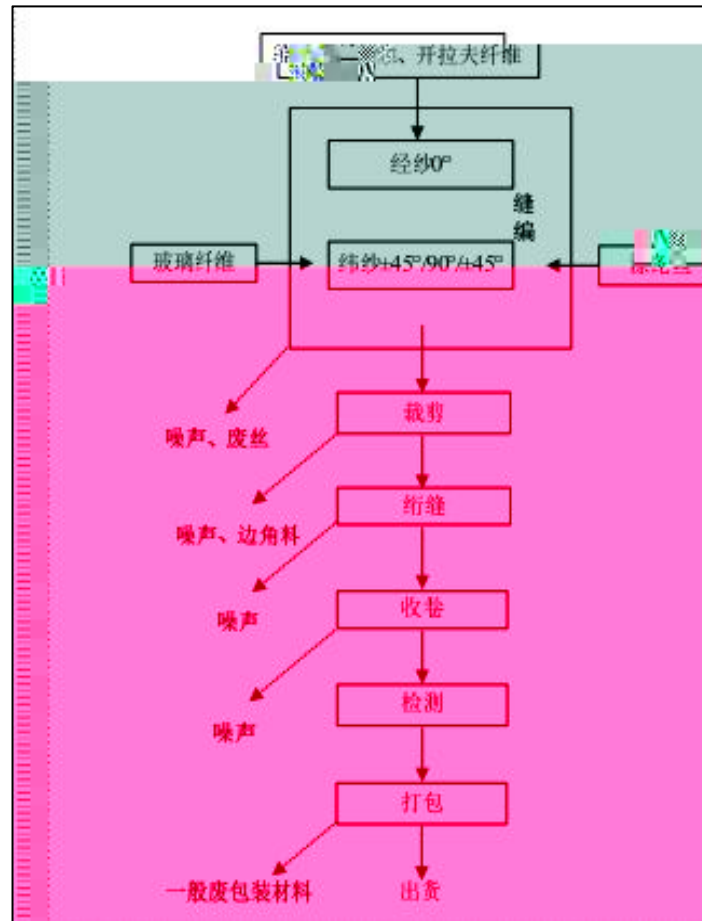 、开拉夫纤维
经纱0°
缝编
玻璃纤维
纬纱±45°/90°/±45°
裁剪
噪声、废丝
绗缝
噪声、边角料
收卷
噪声
检测
噪声
打包
一般废包装材料
出货